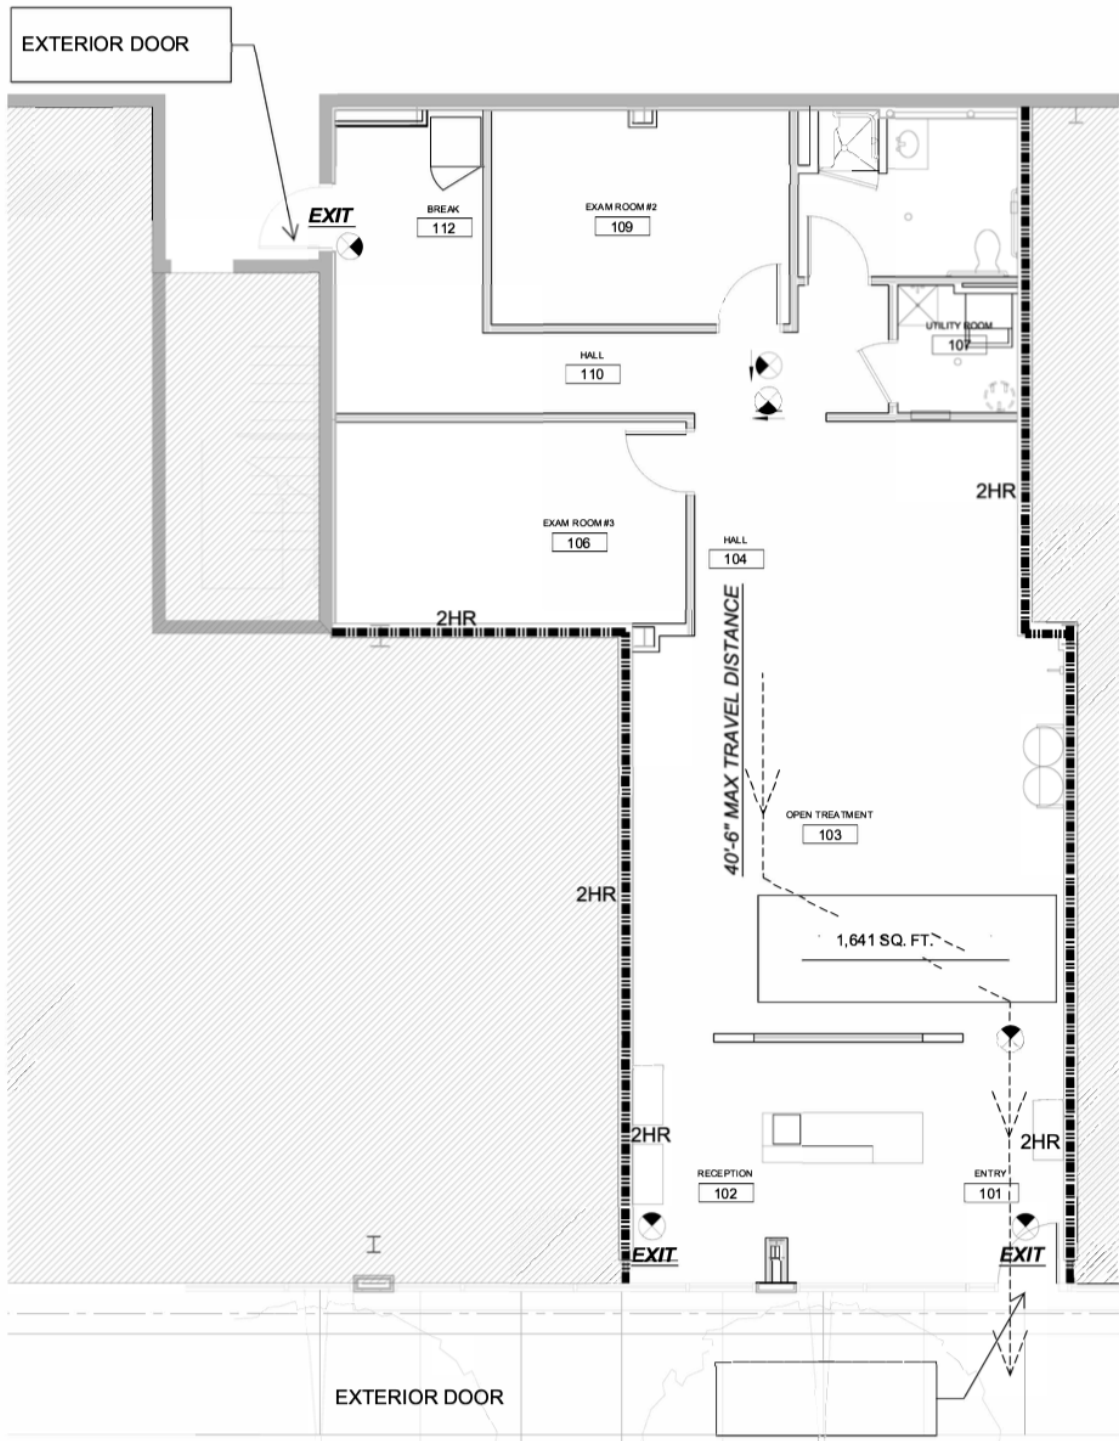 EXTERIOR DOOR
EXIT
BREAK
112
EXAM ROOM #2
109
UTILITY ROOM
107
HALL
110
2HR
EXAM ROOM #3
106
HALL
104
2HR
40'-6" MAX TRAVEL DISTANCE
OPEN TREATMENT
103
2HR
1,641 SQ. FT.
2HR
2HR
RECEPTION
102
ENTRY
101
EXIT
EXIT
EXTERIOR DOOR